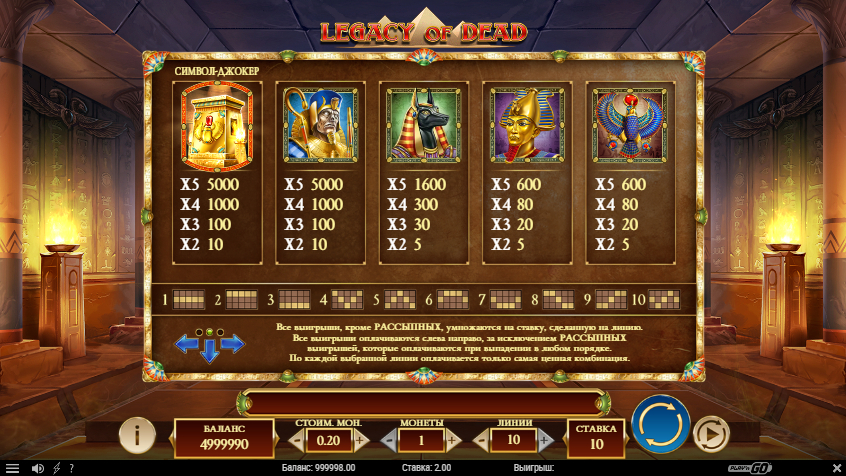 LEGACY OF DEAD
СИМВОЛ-ДЖОКЕР
X5 5000
X4 1000
X3 100
X2 10
X5 5000
X4 1000
X3 100
X2 10
X5 1600
X4 300
X3 30
X2 5
X5 600
X4 80
X3 20
X2 5
X5 600
X4 80
X3 20
X2 5
1 2 3 4 5 6 7 8 9 10
Все выигрыши, кроме РАССЫПНЫХ, умножаются на ставку, сделанную на линию.
Все выигрыши оплачиваются слева направо, за исключением РАССЫПНЫХ
выигрышей, которые оплачиваются при выпадении в любом порядке.
По каждой выбранной линии оплачивается только самая ценная комбинация.
i
БАЛАНС
4999990
СТОИМ. МОН.
- 0.20 +
МОНЕТЫ
- 1 +
ЛИНИИ
- 10 +
СТАВКА
10
? Баланс: 999998.00 Ставка: 2.00 Выигрыш: PLAY'N GO